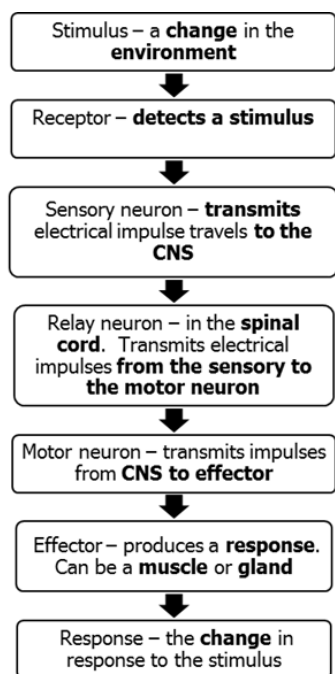 Stimulus – a change in the
environment
Receptor – detects a stimulus
Sensory neuron – transmits
electrical impulse travels to the
CNS
Relay neuron – in the spinal
cord. Transmits electrical
impulses from the sensory to
the motor neuron
Motor neuron – transmits impulses
from CNS to effector
Effector – produces a response.
Can be a muscle or gland
Response – the change in
response to the stimulus